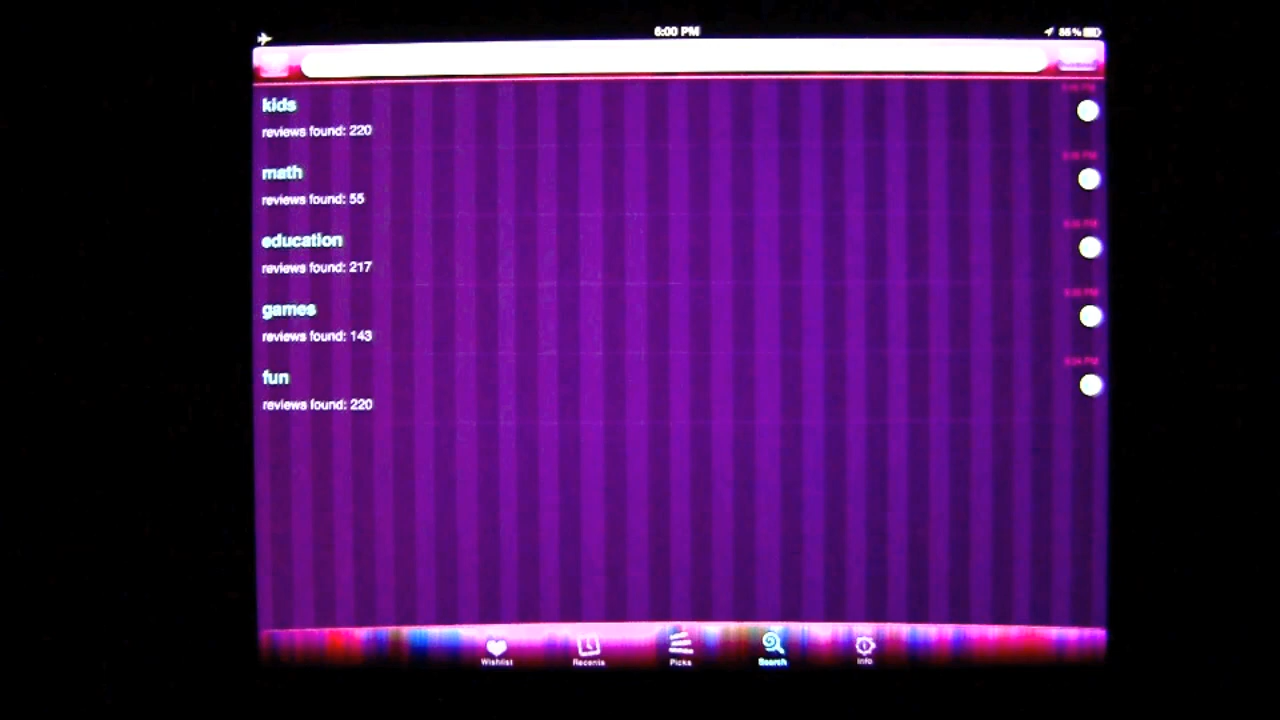 6:00 PM
kids
reviews found: 220
math
reviews found: 55
education
reviews found: 217
games
reviews found: 143
fun
reviews found: 220
Wishlist
Recents
Picks
Search
Info